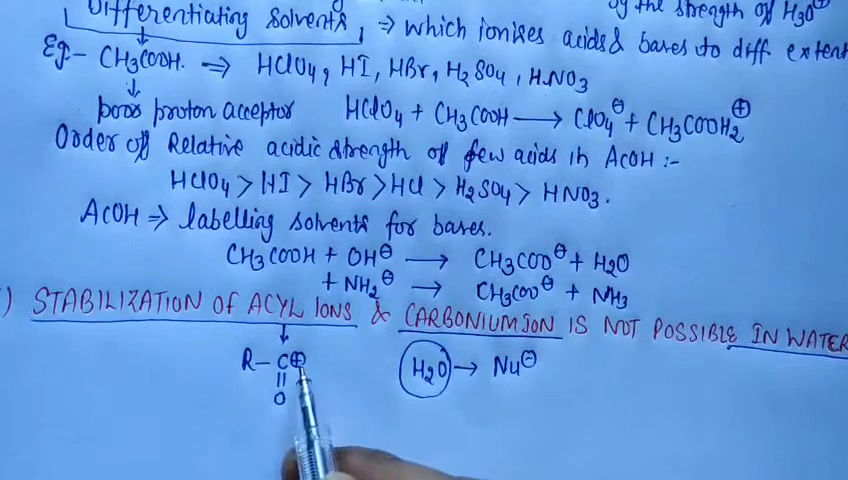 by the strength of H3O⊕
Differentiating solvents, ⇒ which ionises acids & bases to diff extent
Eg:- CH3COOH. ⇒ HClO4, HI, HBr, H2SO4, HNO3
poor proton acceptor HClO4 + CH3COOH → ClO4⊖ + CH3COOH2⊕
Order of Relative acidic strength of few acids in AcOH :-
HClO4 > HI > HBr > HCl > H2SO4 > HNO3.
AcOH ⇒ labelling solvents for bases.
CH3COOH + OH⊖ → CH3COO⊖ + H2O
+ NH2⊖ → CH3COO⊖ + NH3
) STABILIZATION OF ACYL IONS & CARBONIUMION IS NOT POSSIBLE IN WATER
R–C⊕ H2O → Nu⊖
=
O